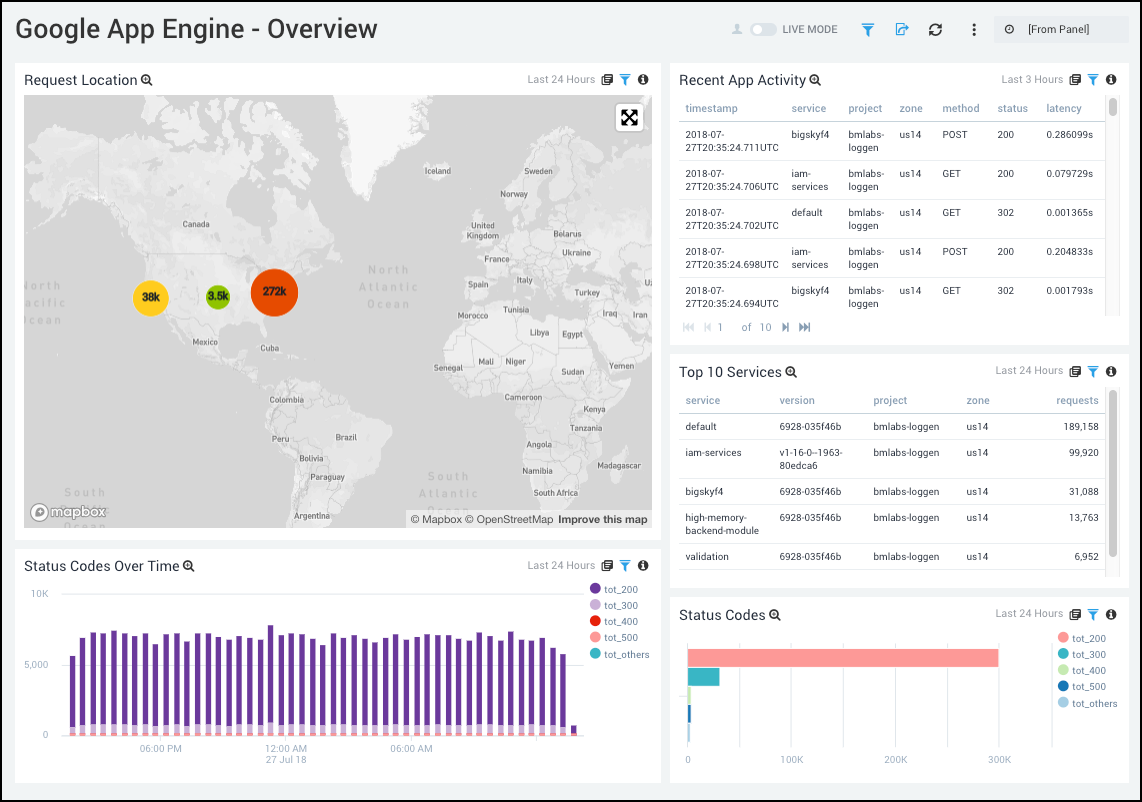 Google App Engine - Overview
LIVE MODE
[From Panel]
Request Location
Last 24 Hours
Iceland
Sweden
Norway
Canada
United
Kingdom
Belarus
Ukraine
France
North
Atlantic
Ocean
Spain
Italy
Turkey
38k
3.5k
272k
Morocco
Tunisia
Iraq
Iran
Libya
Egypt
Mexico
Cuba
Mali
Niger
Senegal
Sudan
Yemen
Cameroon
Colombia
Kenya
Tanzania
Peru
Brazil
Angola
Bolivia
Madagascar
Namibia
Paraguay
South
Atlantic
South Africa
Argentina
South
Pacific
Ocean
mapbox
© Mapbox © OpenStreetMap Improve this map
Recent App Activity
Last 3 Hours
timestamp service project zone method status latency
2018-07-27T20:35:24.711UTC bigskyf4 bmlabs-loggen us14 POST 200 0.286099s
2018-07-27T20:35:24.706UTC iam-services bmlabs-loggen us14 GET 200 0.079729s
2018-07-27T20:35:24.702UTC default bmlabs-loggen us14 GET 302 0.001365s
2018-07-27T20:35:24.698UTC iam-services bmlabs-loggen us14 POST 200 0.204833s
2018-07-27T20:35:24.694UTC bigskyf4 bmlabs-loggen us14 GET 302 0.001793s
1 of 10
Top 10 Services
Last 24 Hours
service version project zone requests
default 6928-035f46b bmlabs-loggen us14 189,158
iam-services v1-16-0--1963-80edca6 bmlabs-loggen us14 99,920
bigskyf4 6928-035f46b bmlabs-loggen us14 31,088
high-memory-backend-module 6928-035f46b bmlabs-loggen us14 13,763
validation 6928-035f46b bmlabs-loggen us14 6,952
Status Codes Over Time
Last 24 Hours
10K
5,000
0
06:00 PM
12:00 AM
27 Jul 18
06:00 AM
tot_200
tot_300
tot_400
tot_500
tot_others
Status Codes
Last 24 Hours
0
100K
200K
300K
tot_200
tot_300
tot_400
tot_500
tot_others